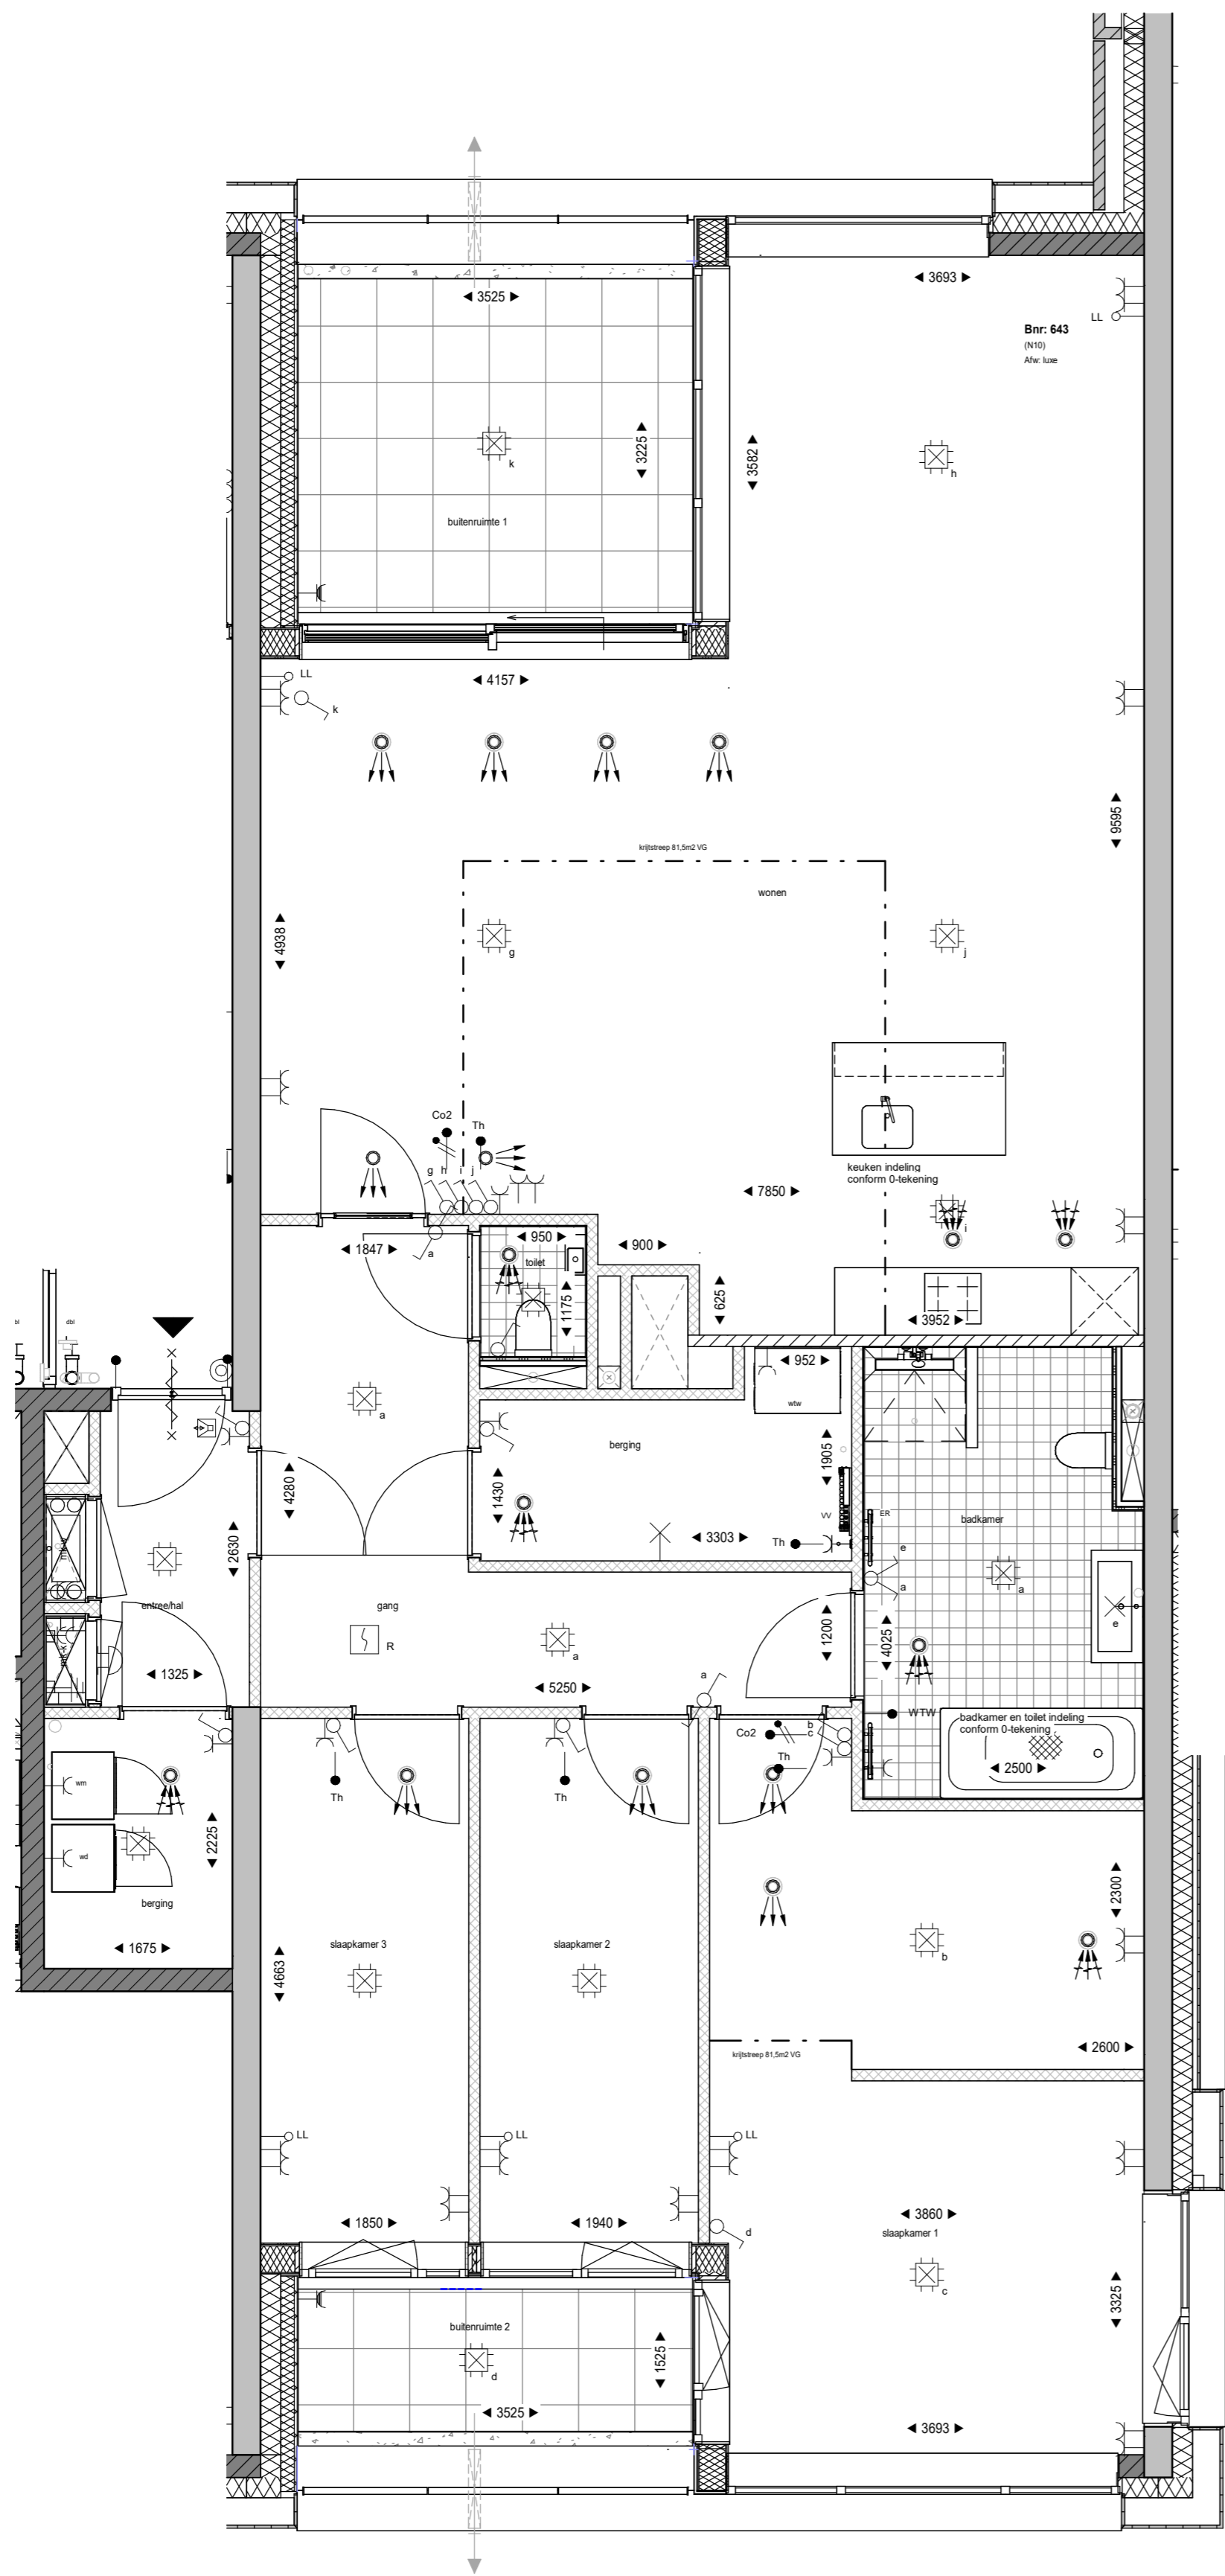 ◄ 3525 ►
◄ 3693 ►
LL
Bnr: 643
(N10)
Afw: luxe
◄ 3225 ►
◄ 3582 ►
k
h
buitenruimte 1
LL
k
◄ 4157 ►
◄ 9595 ►
krijtstreep 81,5m2 VG
wonen
◄ 4938 ►
g
j
Co2
Th
g h i j
keuken indeling
conform 0-tekening
◄ 7850 ►
i
◄ 1847 ►
a
◄ 950 ►
toilet
◄ 1175 ►
◄ 900 ►
◄ 625 ►
◄ 3952 ►
dbl
◄ 952 ►
wtw
a
berging
◄ 1905 ►
◄ 4280 ►
◄ 1430 ►
◄ 3303 ►
VV
Th
ER
badkamer
e
a
a
e
mk-w
◄ 2630 ►
entree/hal
mk-k
◄ 1325 ►
gang
R
a
◄ 1200 ►
◄ 4025 ►
◄ 5250 ►
a
WTW
badkamer en toilet indeling
conform 0-tekening
◄ 2500 ►
Co2
b
c
Th
Th
Th
wm
wd
◄ 2225 ►
berging
◄ 1675 ►
slaapkamer 3
slaapkamer 2
◄ 4663 ►
b
◄ 2300 ►
krijtstreep 81,5m2 VG
◄ 2600 ►
LL
LL
LL
◄ 1850 ►
◄ 1940 ►
d
◄ 3860 ►
slaapkamer 1
c
◄ 3325 ►
buitenruimte 2
d
◄ 1525 ►
◄ 3525 ►
◄ 3693 ►